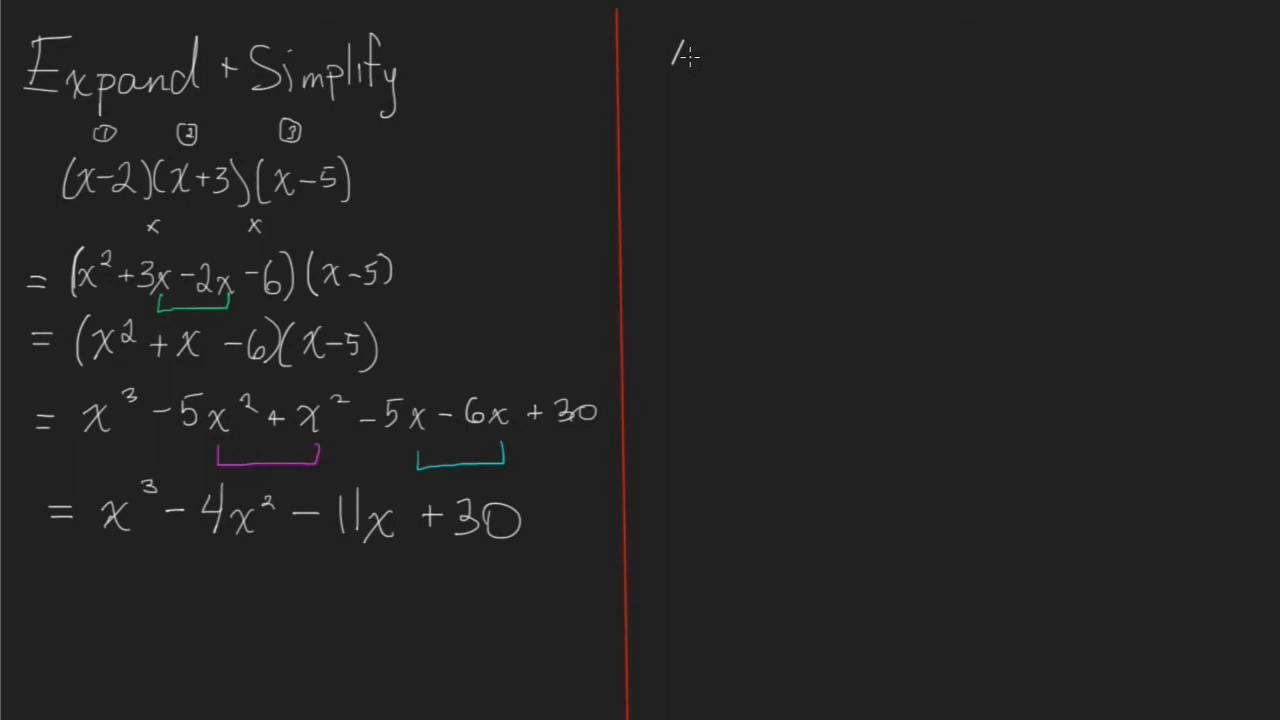 Expand + Simplify
① ② ③
(x-2)(x+3)(x-5)
x x
= (x²+3x-2x-6)(x-5)
= (x²+x-6)(x-5)
= x³-5x²+x²-5x-6x+30
= x³-4x²-11x+30